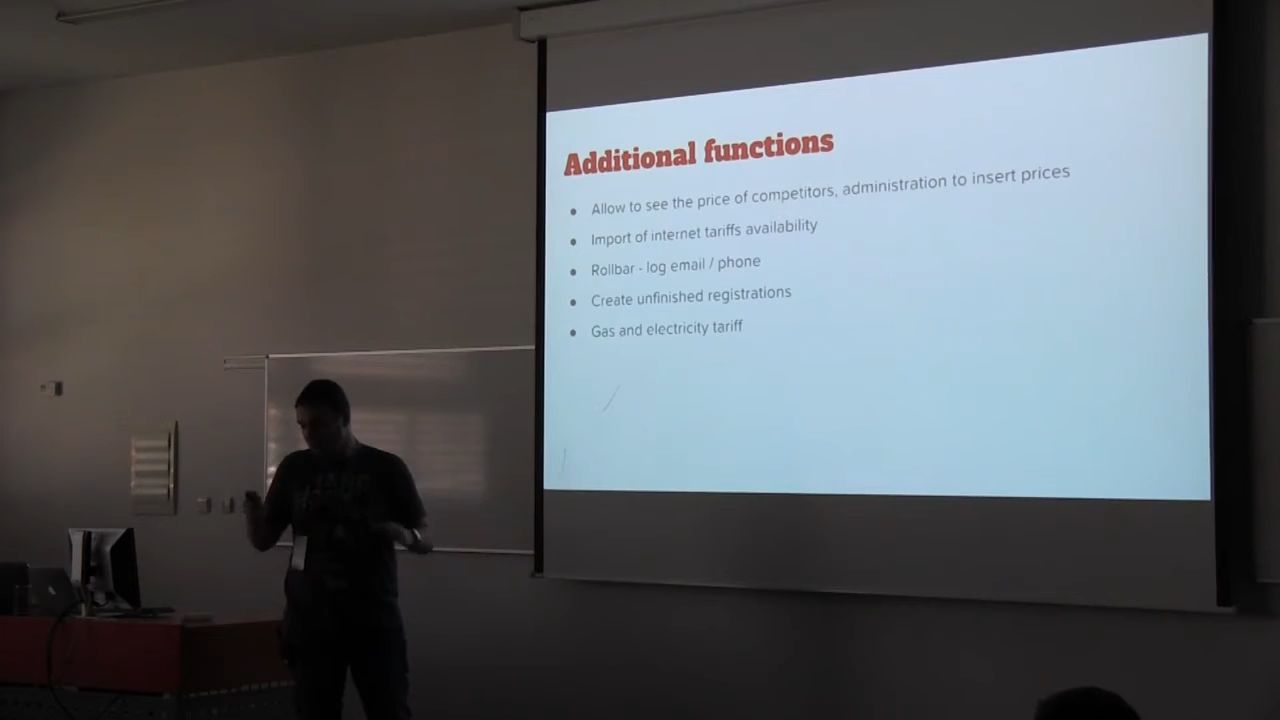 Additional functions
● Allow to see the price of competitors, administration to insert prices
● Import of internet tariffs availability
● Rollbar - log email / phone
● Create unfinished registrations
● Gas and electricity tariff